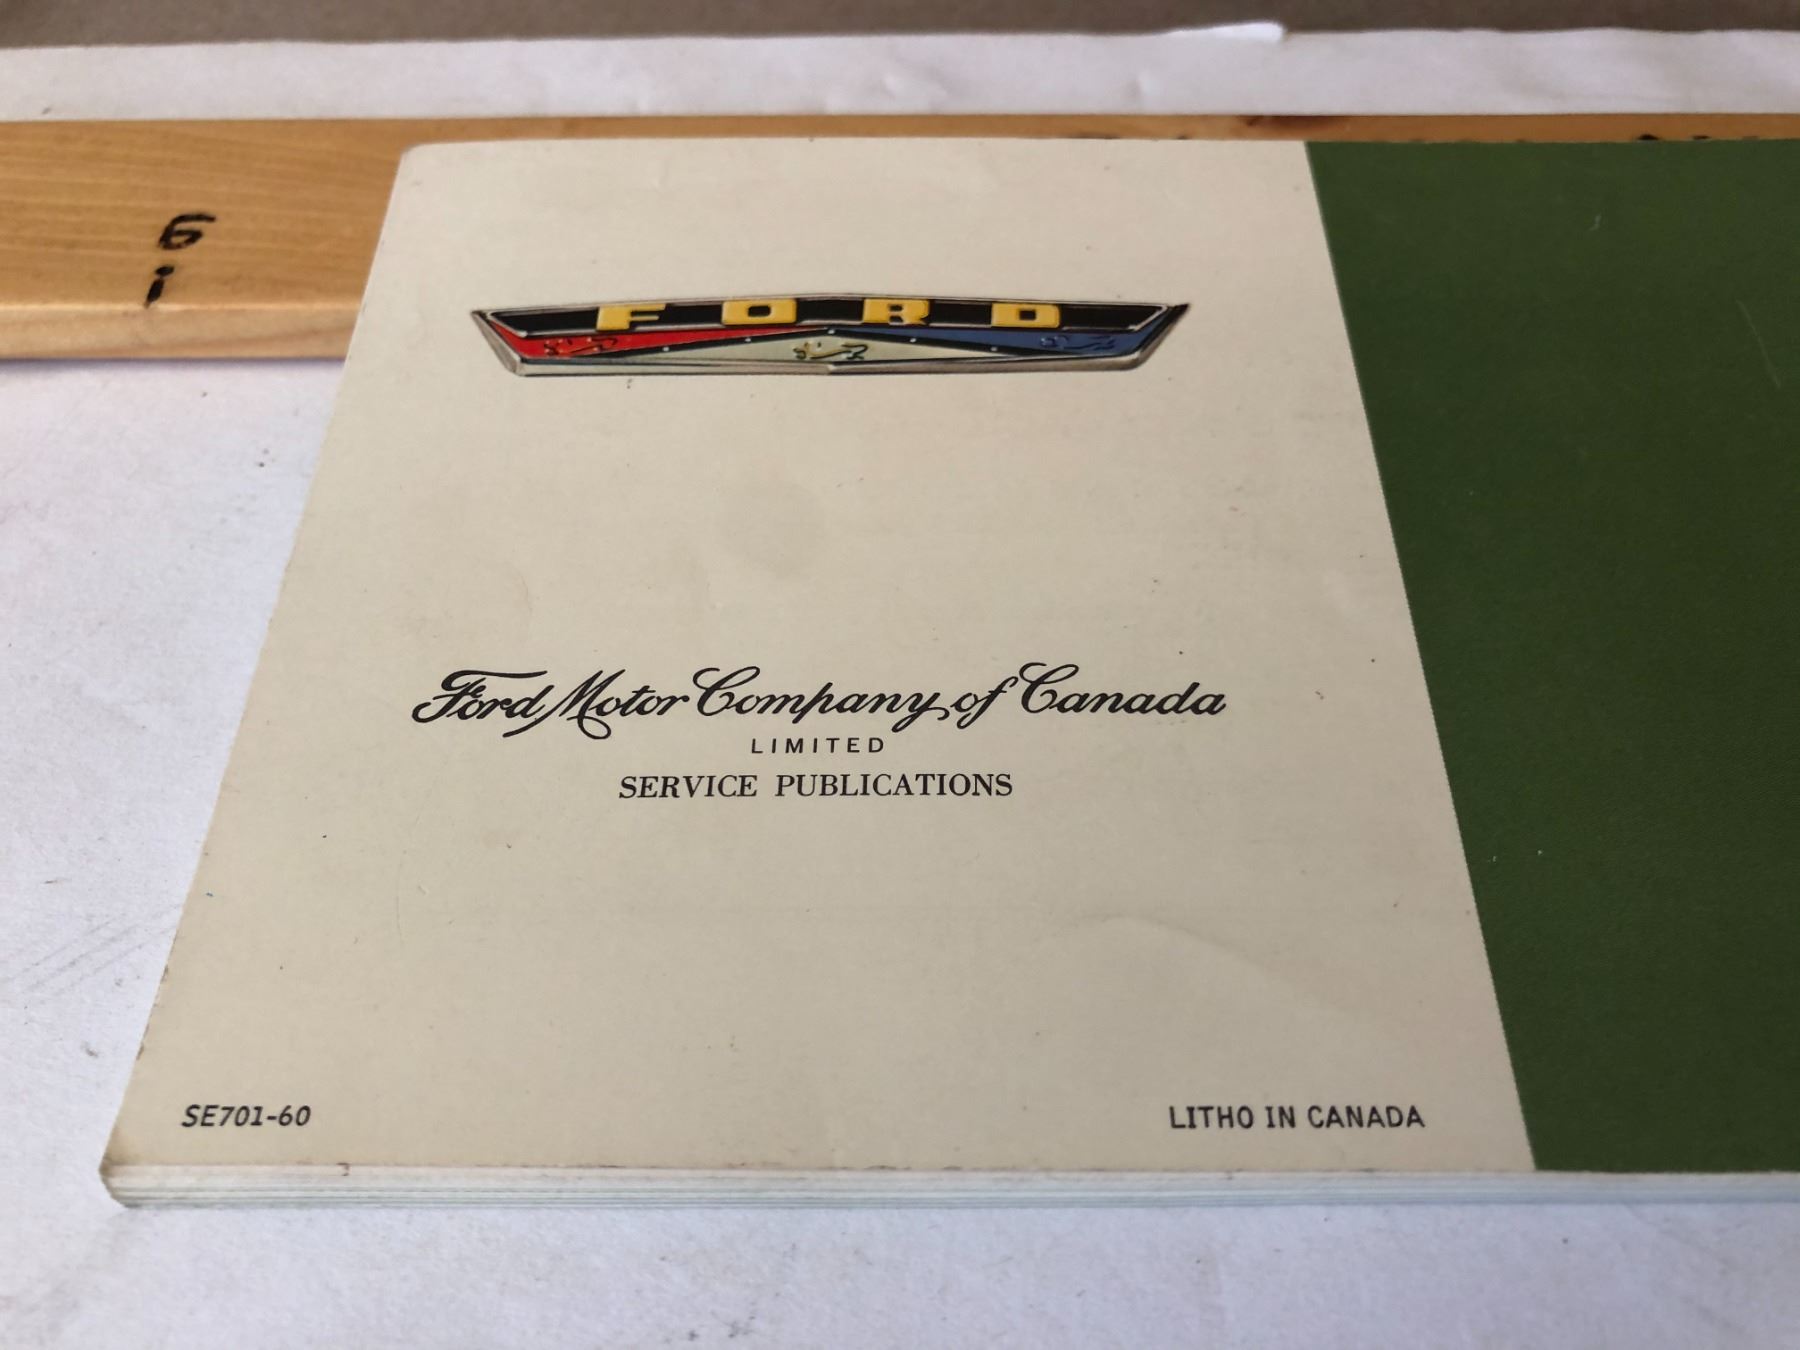 6
1
FORD
Ford Motor Company of Canada
LIMITED
SERVICE PUBLICATIONS
SE701-60
LITHO IN CANADA